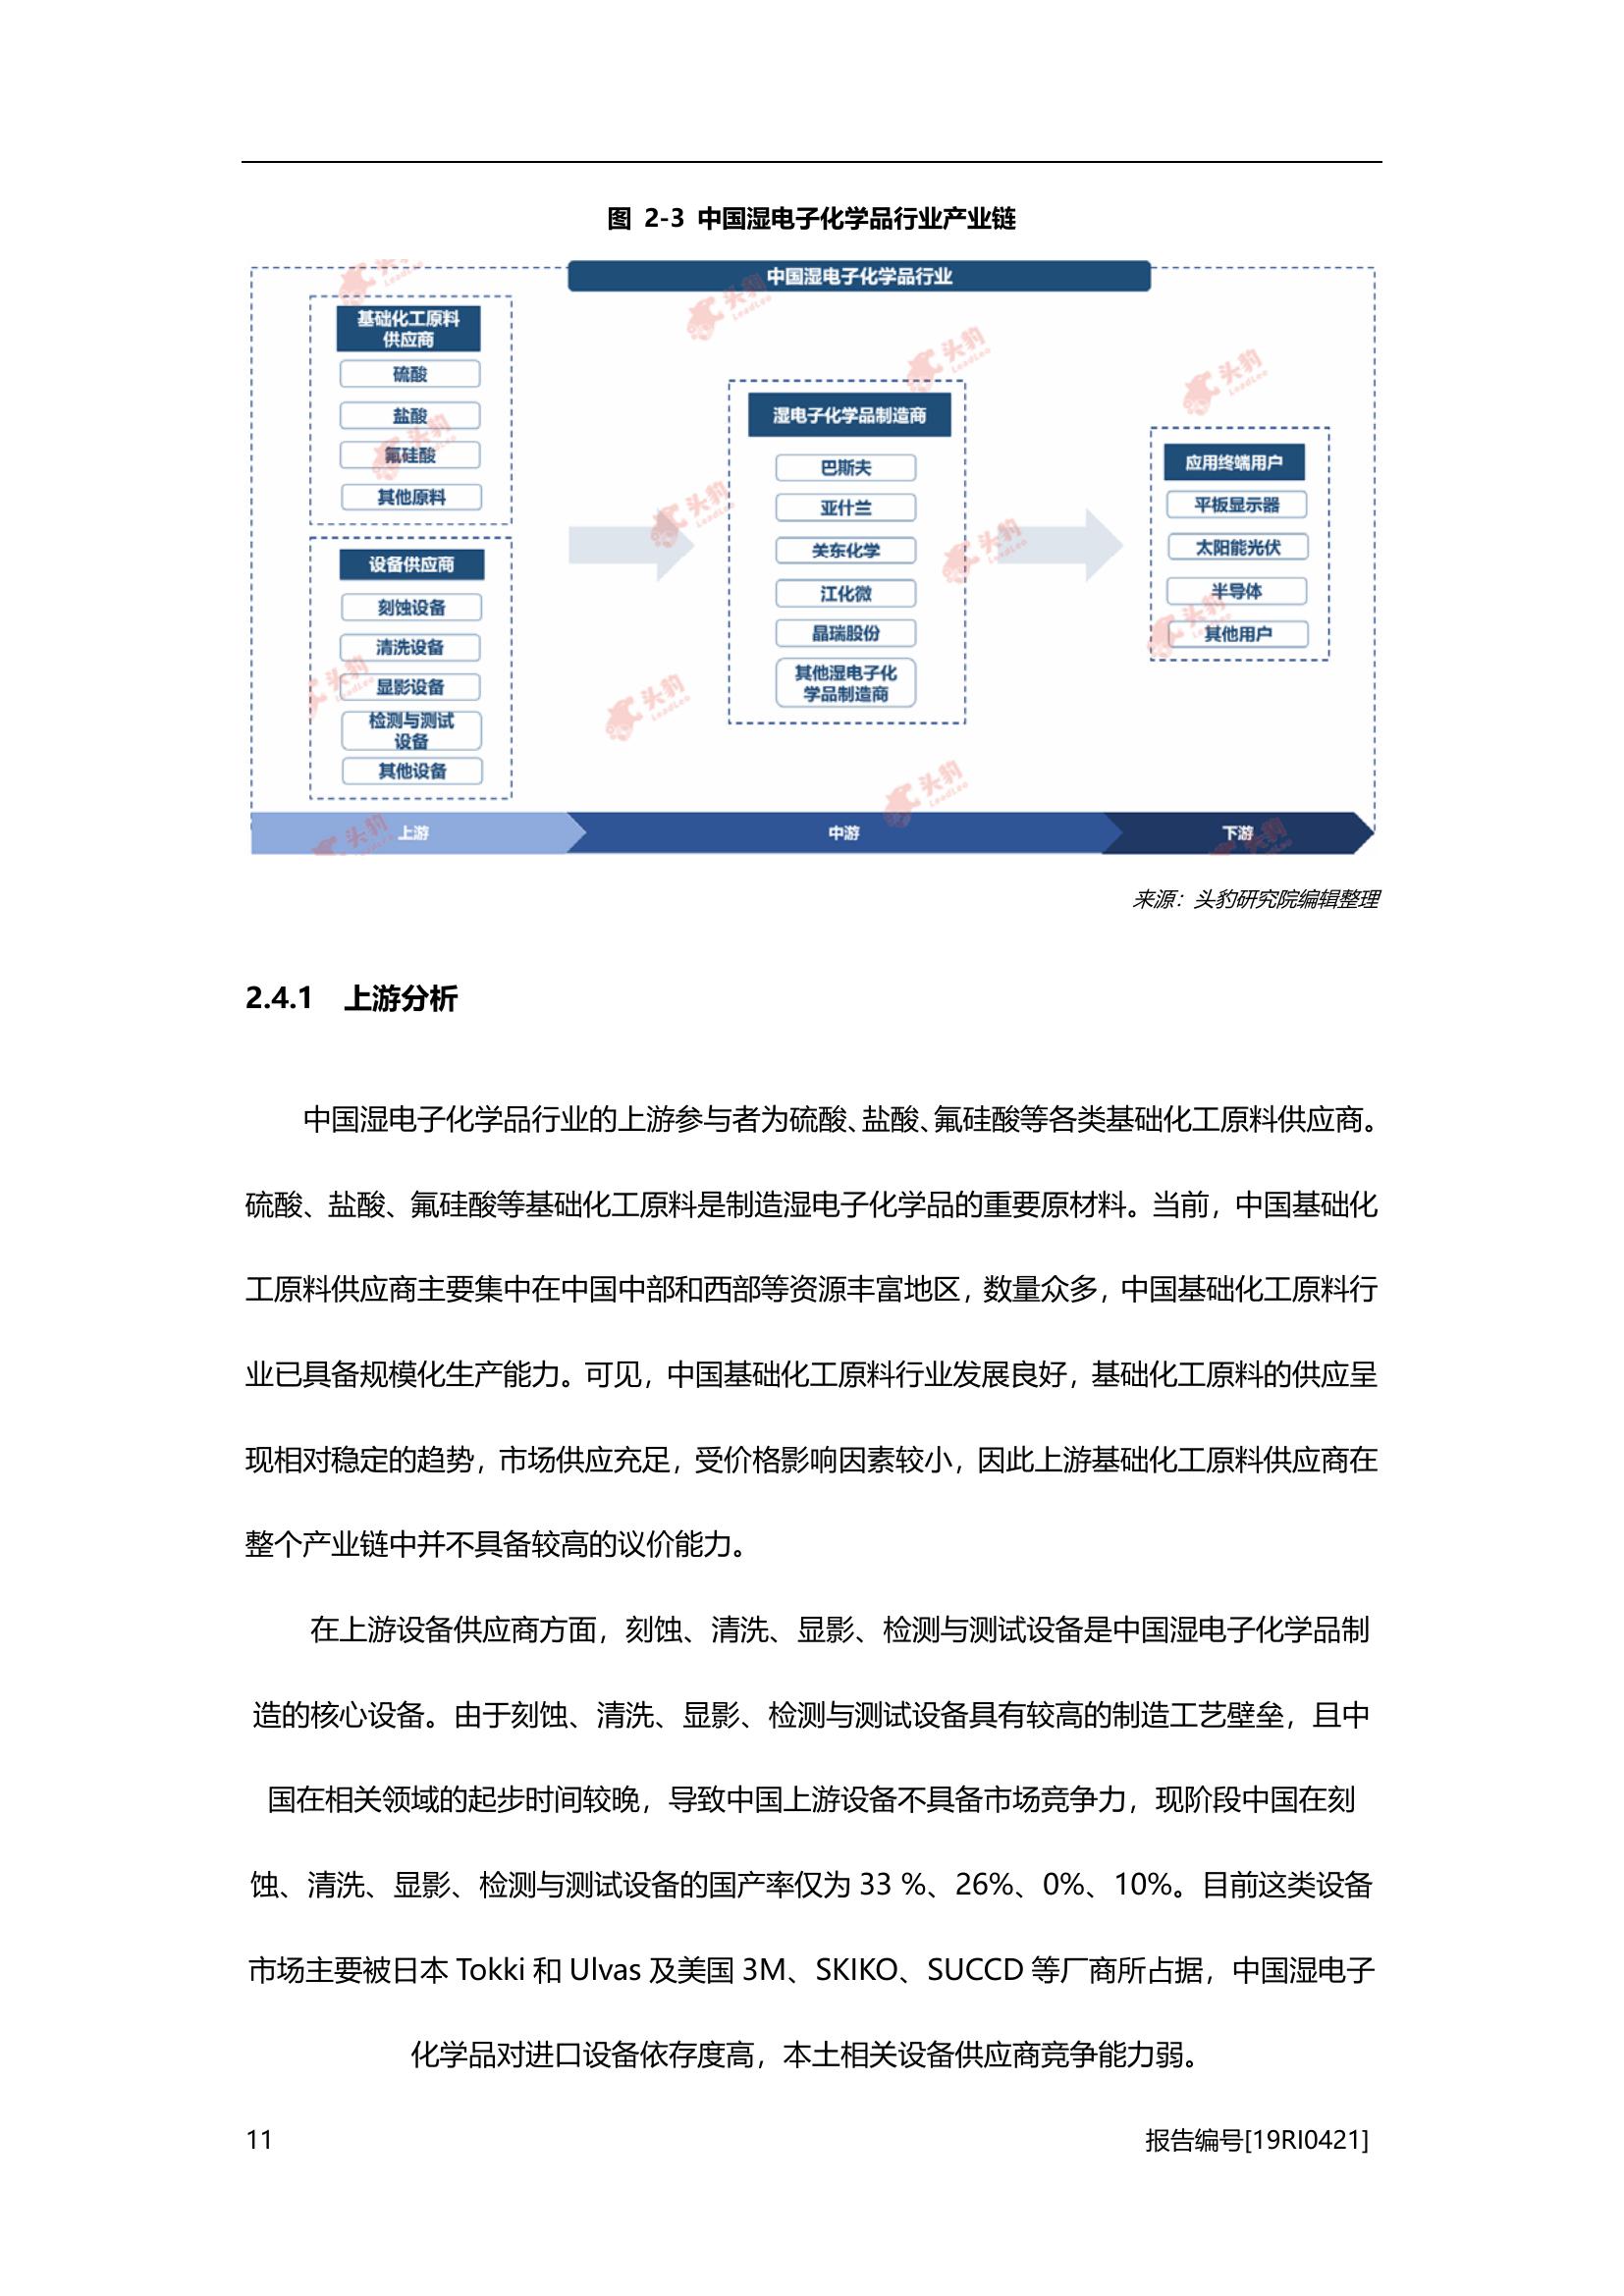 图 2-3 中国湿电子化学品行业产业链
中国湿电子化学品行业
基础化工原料
供应商
硫酸
盐酸
氟硅酸
其他原料
设备供应商
刻蚀设备
清洗设备
显影设备
检测与测试
设备
其他设备
湿电子化学品制造商
巴斯夫
亚什兰
关东化学
江化微
晶瑞股份
其他湿电子化
学品制造商
应用终端用户
平板显示器
太阳能光伏
半导体
其他用户
上游
中游
下游
头豹
LeadLeo
来源：头豹研究院编辑整理
2.4.1 上游分析
中国湿电子化学品行业的上游参与者为硫酸、盐酸、氟硅酸等各类基础化工原料供应商。
硫酸、盐酸、氟硅酸等基础化工原料是制造湿电子化学品的重要原材料。当前，中国基础化
工原料供应商主要集中在中国中部和西部等资源丰富地区，数量众多，中国基础化工原料行
业已具备规模化生产能力。可见，中国基础化工原料行业发展良好，基础化工原料的供应呈
现相对稳定的趋势，市场供应充足，受价格影响因素较小，因此上游基础化工原料供应商在
整个产业链中并不具备较高的议价能力。
在上游设备供应商方面，刻蚀、清洗、显影、检测与测试设备是中国湿电子化学品制
造的核心设备。由于刻蚀、清洗、显影、检测与测试设备具有较高的制造工艺壁垒，且中
国在相关领域的起步时间较晚，导致中国上游设备不具备市场竞争力，现阶段中国在刻
蚀、清洗、显影、检测与测试设备的国产率仅为 33 %、26%、0%、10%。目前这类设备
市场主要被日本 Tokki 和 Ulvas 及美国 3M、SKIKO、SUCCD 等厂商所占据，中国湿电子
化学品对进口设备依存度高，本土相关设备供应商竞争能力弱。
11
报告编号[19RI0421]